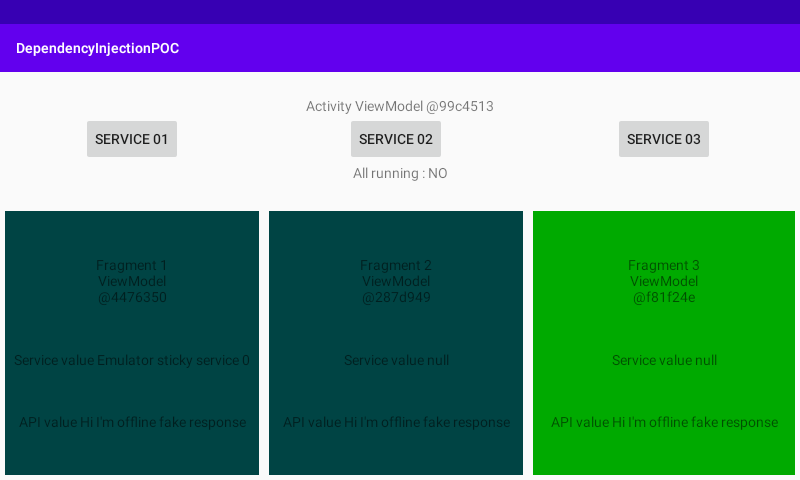 DependencyInjectionPOC
Activity ViewModel @99c4513
SERVICE 01
SERVICE 02
SERVICE 03
All running : NO
Fragment 1
ViewModel
@4476350
Service value Emulator sticky service 0
API value Hi I'm offline fake response
Fragment 2
ViewModel
@287d949
Service value null
API value Hi I'm offline fake response
Fragment 3
ViewModel
@f81f24e
Service value null
API value Hi I'm offline fake response